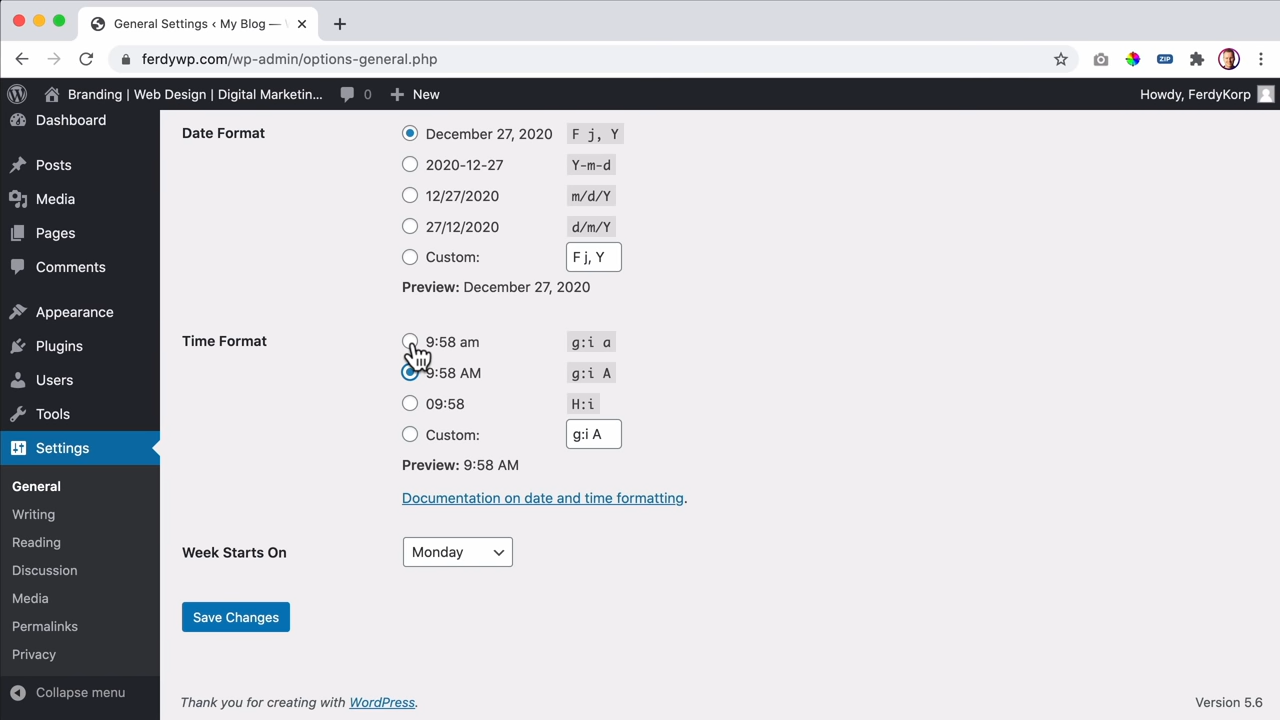 General Settings ‹ My Blog —
ferdywp.com/wp-admin/options-general.php
ZIP
Branding | Web Design | Digital Marketin... 0 New Howdy, FerdyKorp
Dashboard
Posts
Media
Pages
Comments
Appearance
Plugins
Users
Tools
Settings
General
Writing
Reading
Discussion
Media
Permalinks
Privacy
Collapse menu
Date Format
December 27, 2020 F j, Y
2020-12-27 Y-m-d
12/27/2020 m/d/Y
27/12/2020 d/m/Y
Custom: F j, Y
Preview: December 27, 2020
Time Format
9:58 am g:i a
9:58 AM g:i A
09:58 H:i
Custom: g:i A
Preview: 9:58 AM
Documentation on date and time formatting.
Week Starts On Monday
Save Changes
Thank you for creating with WordPress. Version 5.6